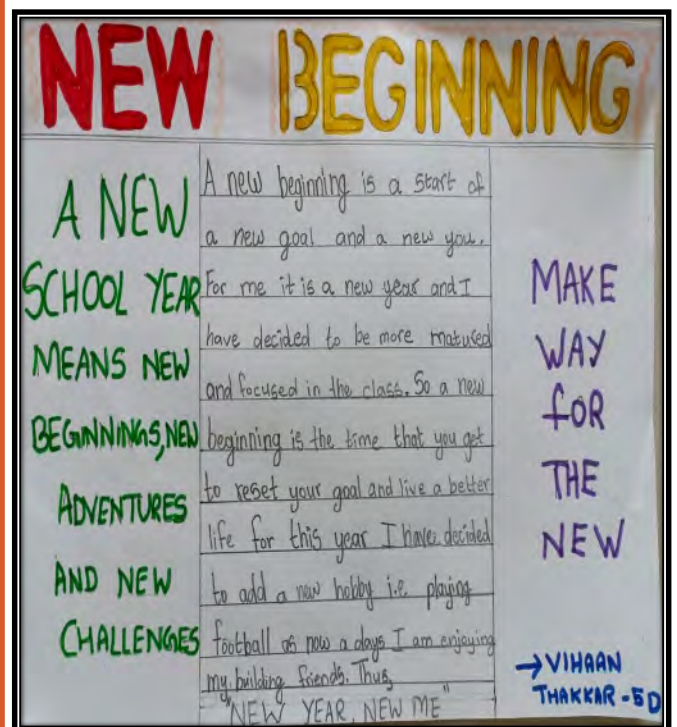 NEW BEGINNING
A NEW
SCHOOL YEAR
MEANS NEW
BEGINNINGS, NEW
ADVENTURES
AND NEW
CHALLENGES
A new beginning is a start of
a new goal and a new you.
For me it is a new year and I
have decided to be more matured
and focused in the class. So a new
beginning is the time that you get
to reset your goal and live a better
life for this year I have decided
to add a new hobby i.e. playing
football as now a days I am enjoying
my building friends. Thus,
"NEW YEAR, NEW ME"
MAKE
WAY
FOR
THE
NEW
→ VIHAAN
THAKKAR - 5 D